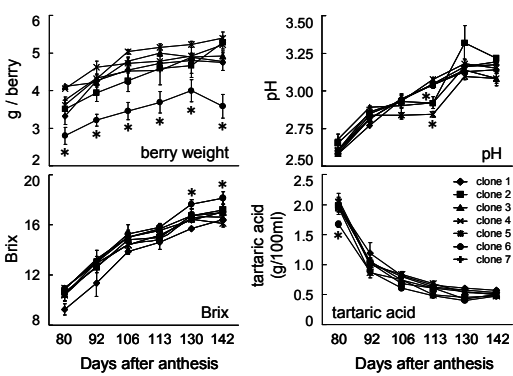 g / berry
6
5
4
3
2
* * * * * *
berry weight
pH
3.50
3.25
3.00
2.75
2.50
* *
pH
Brix
20
16
12
8
* *
Brix
80 92 106 113 130 142
Days after anthesis
tartaric acid
(g/100ml)
2.5
2.0
1.5
1.0
0.5
0.0
*
clone 1
clone 2
clone 3
clone 4
clone 5
clone 6
clone 7
tartaric acid
80 92 106 113 130 142
Days after anthesis